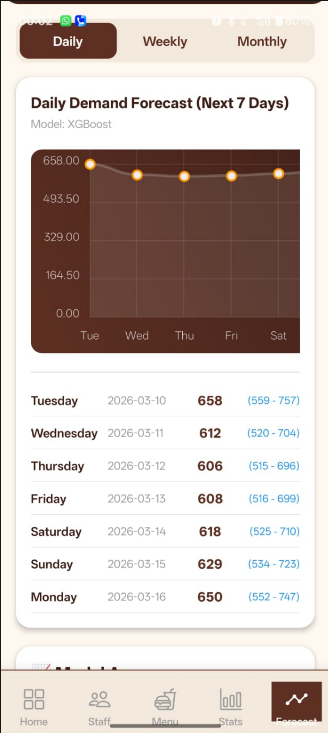 Daily Weekly Monthly
Daily Demand Forecast (Next 7 Days)
Model: XGBoost
658.00
493.50
329.00
164.50
0.00
Tue Wed Thu Fri Sat
Tuesday 2026-03-10 658 (559 - 757)
Wednesday 2026-03-11 612 (520 - 704)
Thursday 2026-03-12 606 (515 - 696)
Friday 2026-03-13 608 (516 - 699)
Saturday 2026-03-14 618 (525 - 710)
Sunday 2026-03-15 629 (534 - 723)
Monday 2026-03-16 650 (552 - 747)
Home Staff Menu Stats Forecast